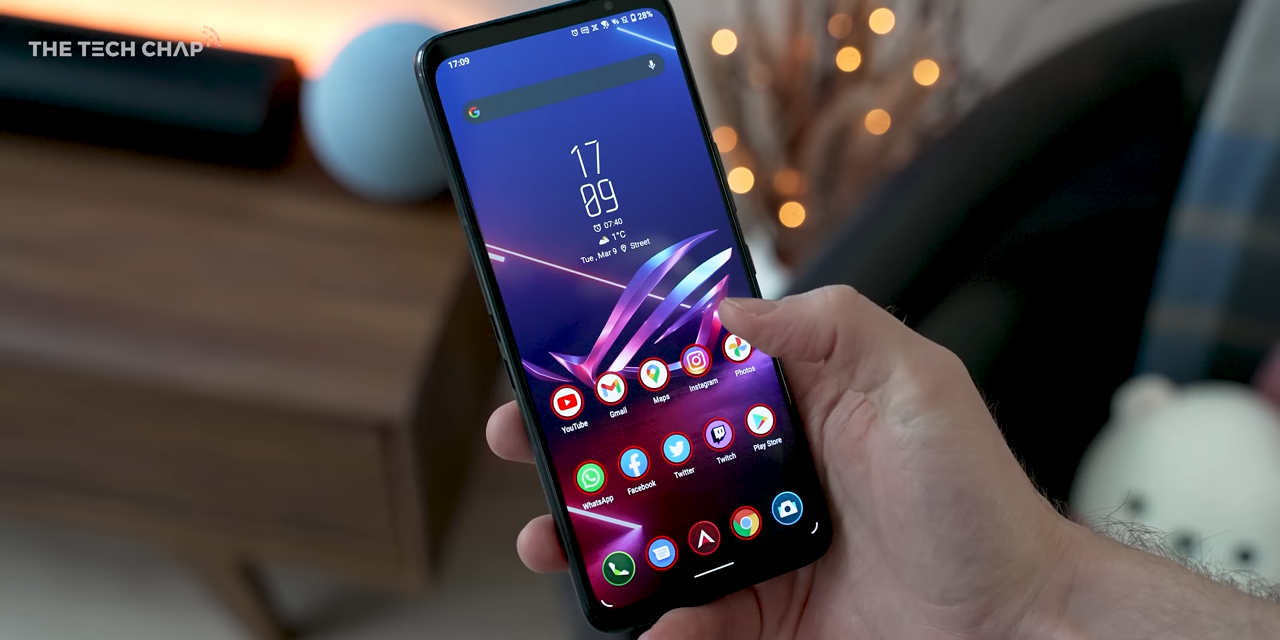 THE TECH CHAP
17:09
28%
G
17
09
07:40
1°C
Tue, Mar 9 Street
YouTube Gmail Maps Instagram Photos
WhatsApp Facebook Twitter Twitch Play Store